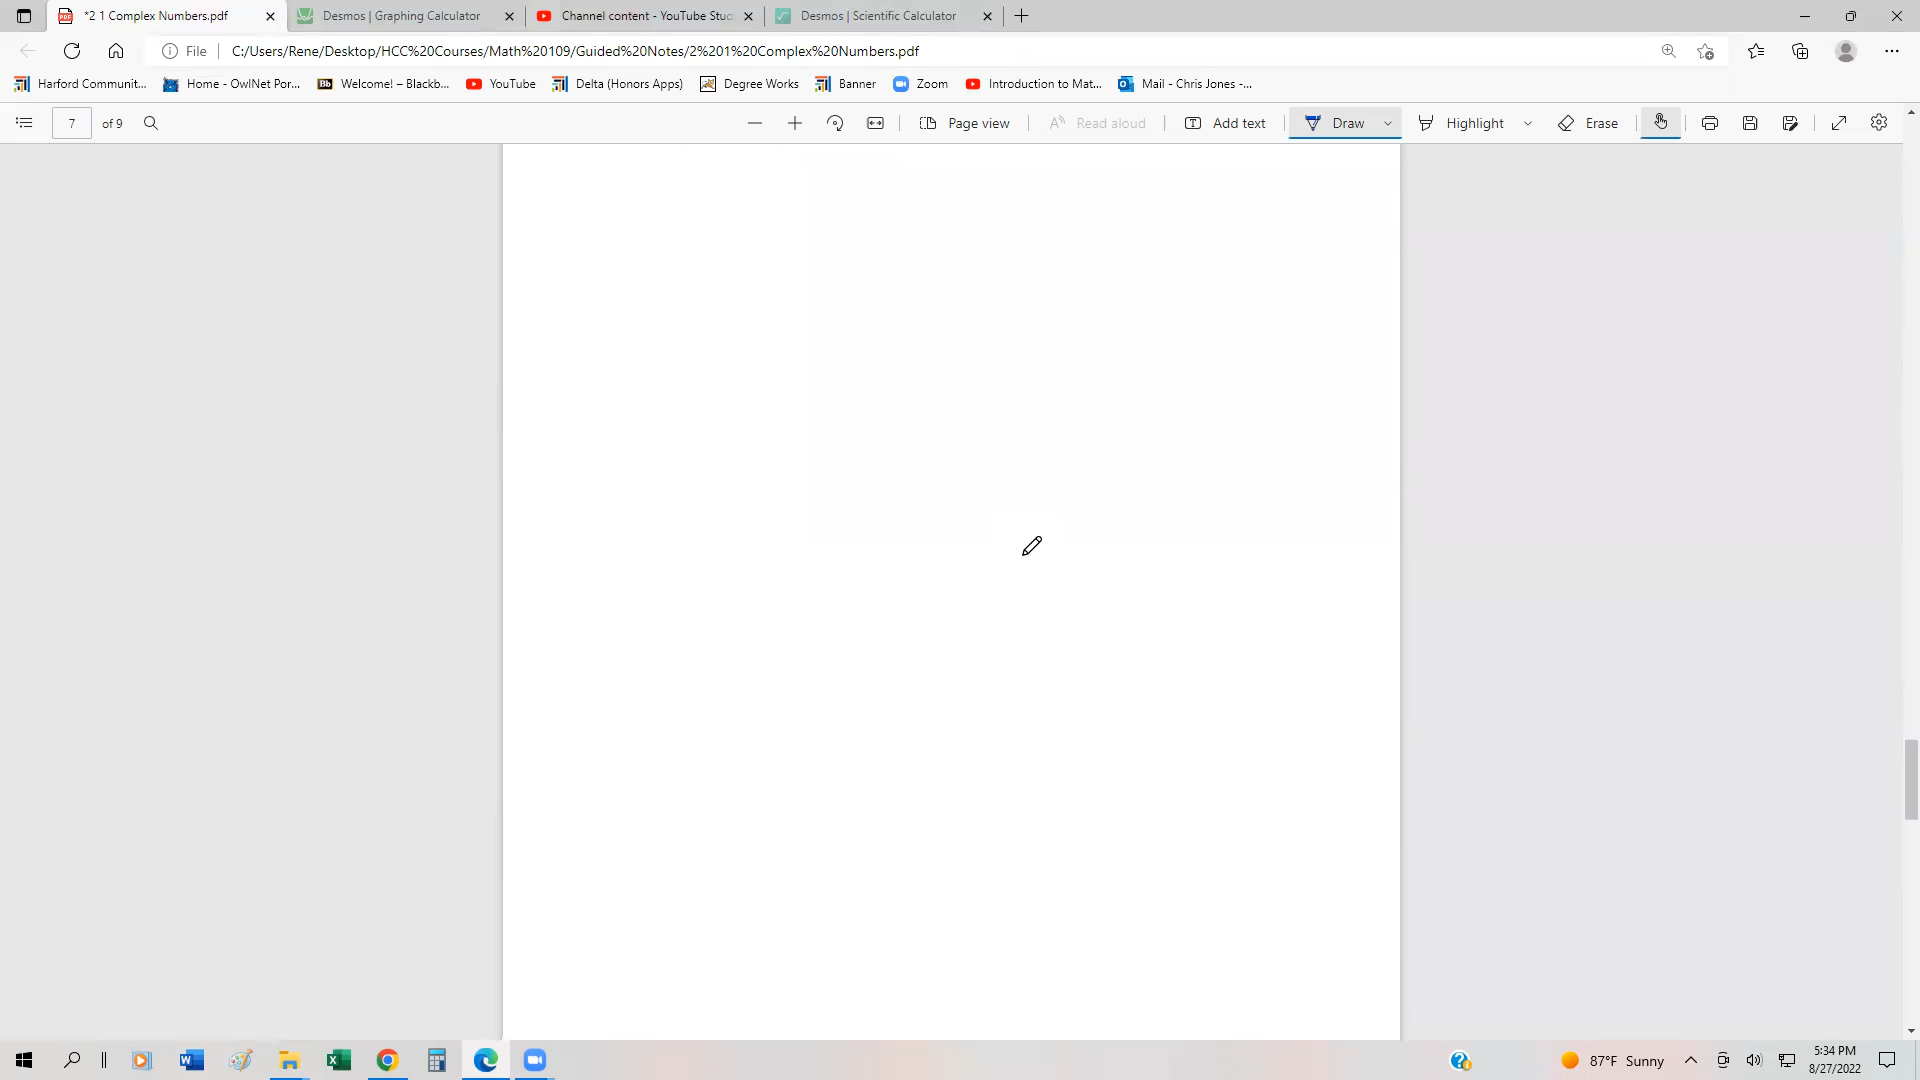 *2 1 Complex Numbers.pdf
Desmos | Graphing Calculator
Channel content - YouTube Stu
Desmos | Scientific Calculator
File
C:/Users/Rene/Desktop/HCC%20Courses/Math%20109/Guided%20Notes/2%201%20Complex%20Numbers.pdf
Harford Communit...
Home - OwlNet Por...
Bb Welcome! – Blackb...
YouTube
Delta (Honors Apps)
Degree Works
Banner
Zoom
Introduction to Mat...
Mail - Chris Jones -...
7 of 9
Page view
Read aloud
Add text
Draw
Highlight
Erase
87°F Sunny
5:34 PM
8/27/2022